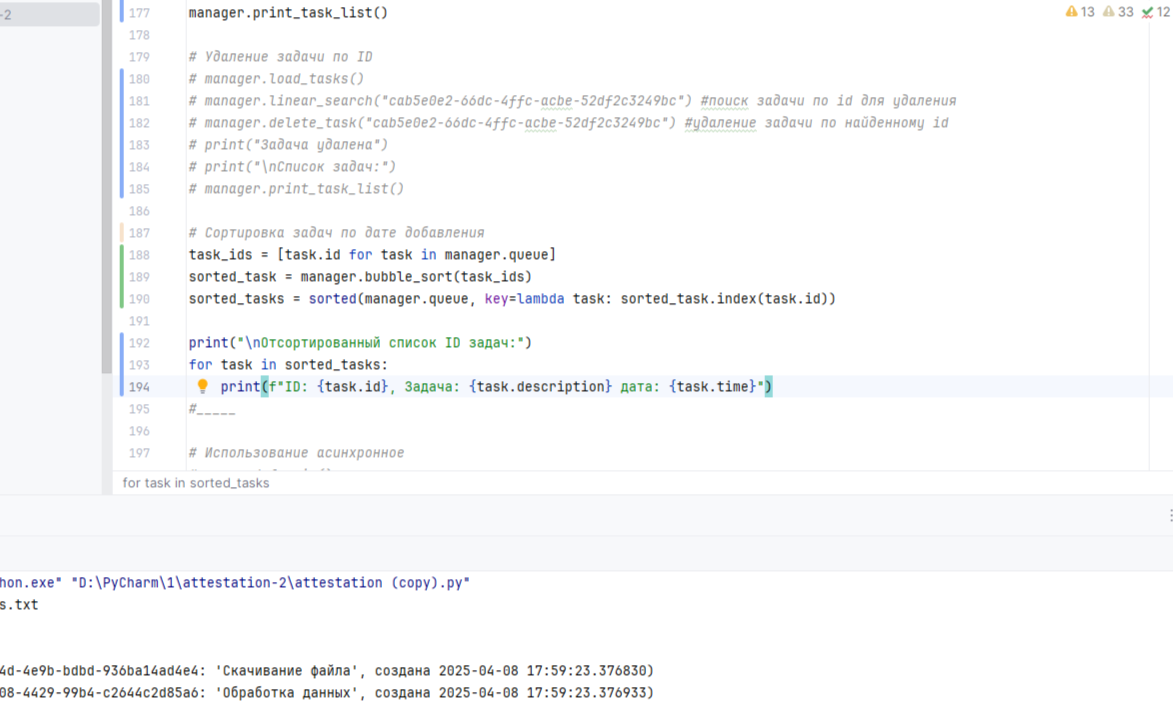 -2
13 33 12
177 manager.print_task_list()
178
179 # Удаление задачи по ID
180 # manager.load_tasks()
181 # manager.linear_search("cab5e0e2-66dc-4ffc-acbe-52df2c3249bc") #поиск задачи по id для удаления
182 # manager.delete_task("cab5e0e2-66dc-4ffc-acbe-52df2c3249bc") #удаление задачи по найденному id
183 # print("Задача удалена")
184 # print("\nСписок задач:")
185 # manager.print_task_list()
186
187 # Сортировка задач по дате добавления
188 task_ids = [task.id for task in manager.queue]
189 sorted_task = manager.bubble_sort(task_ids)
190 sorted_tasks = sorted(manager.queue, key=lambda task: sorted_task.index(task.id))
191
192 print("\nОтсортированный список ID задач:")
193 for task in sorted_tasks:
194 print(f"ID: {task.id}, Задача: {task.description} дата: {task.time}")
195 #_____
196
197 # Использование асинхронное
for task in sorted_tasks
hon.exe" "D:\PyCharm\1\attestation-2\attestation (copy).py"
s.txt
4d-4e9b-bdbd-936ba14ad4e4: 'Скачивание файла', создана 2025-04-08 17:59:23.376830)
08-4429-99b4-c2644c2d85a6: 'Обработка данных', создана 2025-04-08 17:59:23.376933)